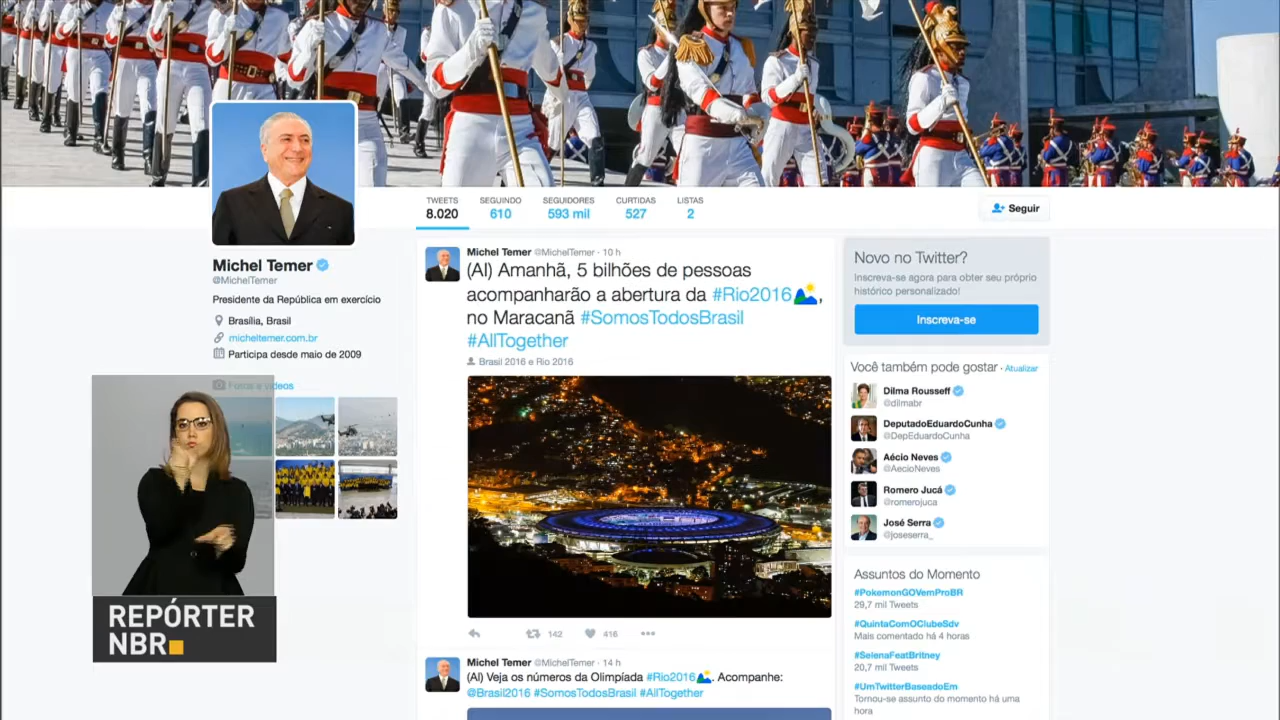 TWEETS
8.020
SEGUINDO
610
SEGUIDORES
593 mil
CURTIDAS
527
LISTAS
2
Seguir
Michel Temer
@MichelTemer
Presidente da República em exercício
Brasília, Brasil
micheltemer.com.br
Participa desde maio de 2009
Fotos e vídeos
Michel Temer @MichelTemer · 10 h
(AI) Amanhã, 5 bilhões de pessoas
acompanharão a abertura da #Rio2016,
no Maracanã #SomosTodosBrasil
#AllTogether
Brasil 2016 e Rio 2016
142
416
Michel Temer @MichelTemer · 14 h
(AI) Veja os números da Olimpíada #Rio2016. Acompanhe:
@Brasil2016 #SomosTodosBrasil #AllTogether
Novo no Twitter?
Inscreva-se agora para obter seu próprio
histórico personalizado!
Inscreva-se
Você também pode gostar · Atualizar
Dilma Rousseff
@dilmabr
DeputadoEduardoCunha
@DepEduardoCunha
Aécio Neves
@AecioNeves
Romero Jucá
@romerojuca
José Serra
@joseserra_
Assuntos do Momento
#PokemonGOVemProBR
29,7 mil Tweets
#QuintaComOClubeSdv
Mais comentado há 4 horas
#SelenaFeatBritney
20,7 mil Tweets
#UmTwitterBaseadoEm
Tornou-se assunto do momento há uma
hora
REPÓRTER
NBR